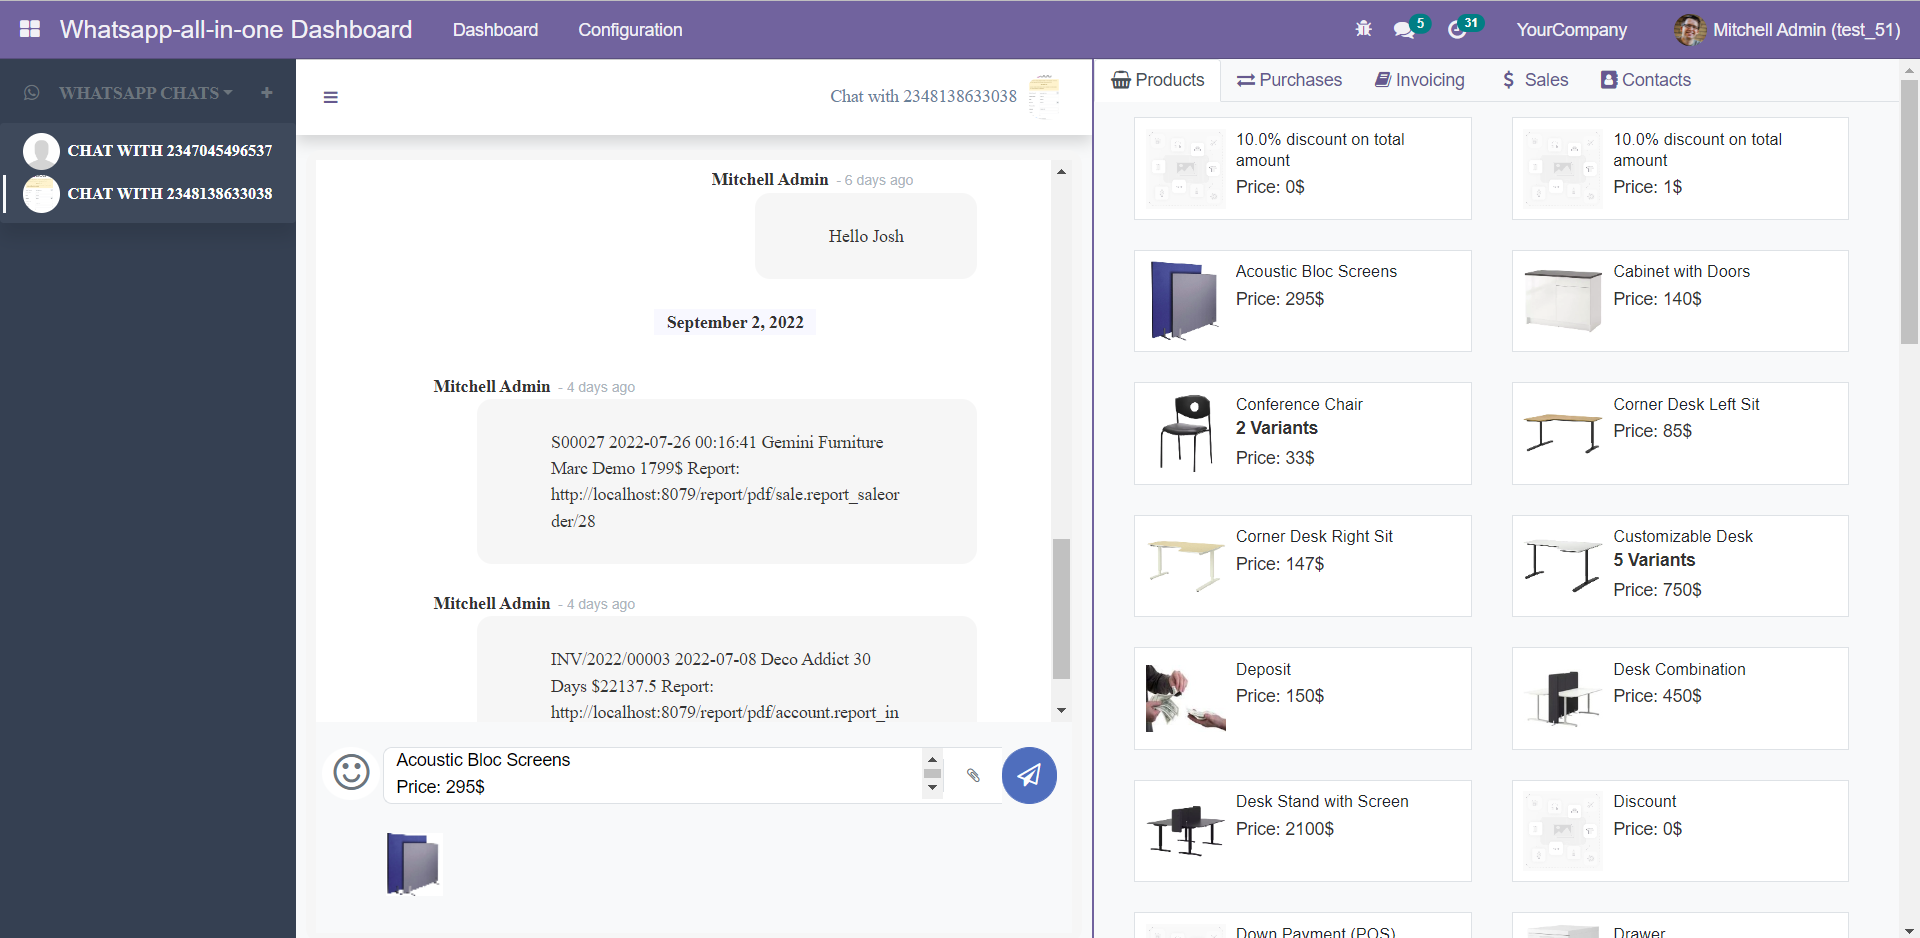 Whatsapp-all-in-one Dashboard
Dashboard
Configuration
5
31
YourCompany
Mitchell Admin (test_51)
WHATSAPP CHATS
CHAT WITH 2347045496537
CHAT WITH 2348138633038
Chat with 2348138633038
Mitchell Admin - 6 days ago
Hello Josh
September 2, 2022
Mitchell Admin - 4 days ago
S00027 2022-07-26 00:16:41 Gemini Furniture
Marc Demo 1799$ Report:
http://localhost:8079/report/pdf/sale.report_saleor
der/28
Mitchell Admin - 4 days ago
INV/2022/00003 2022-07-08 Deco Addict 30
Days $22137.5 Report:
http://localhost:8079/report/pdf/account.report_in
Acoustic Bloc Screens
Price: 295$
Products
Purchases
Invoicing
Sales
Contacts
10.0% discount on total
amount
Price: 0$
10.0% discount on total
amount
Price: 1$
Acoustic Bloc Screens
Price: 295$
Cabinet with Doors
Price: 140$
Conference Chair
2 Variants
Price: 33$
Corner Desk Left Sit
Price: 85$
Corner Desk Right Sit
Price: 147$
Customizable Desk
5 Variants
Price: 750$
Deposit
Price: 150$
Desk Combination
Price: 450$
Desk Stand with Screen
Price: 2100$
Discount
Price: 0$
Down Payment (POS)
Drawer